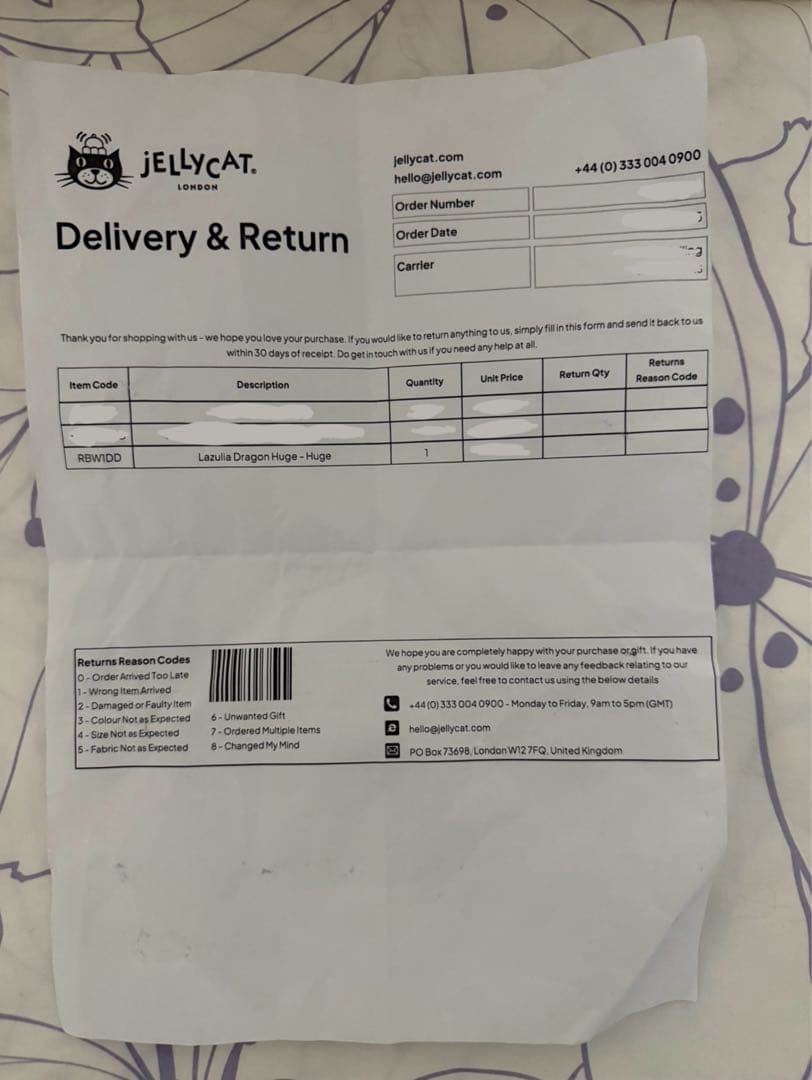 jELLYCAT.
LONDON
Delivery & Return
jellycat.com
hello@jellycat.com
+44 (0) 333 004 0900
Order Number
Order Date
Carrier
Thank you for shopping with us - we hope you love your purchase. If you would like to return anything to us, simply fill in this form and send it back to us
within 30 days of receipt. Do get in touch with us if you need any help at all.
Item Code Description Quantity Unit Price Return Qty Returns Reason Code
RBW1DD Lazulia Dragon Huge - Huge 1
Returns Reason Codes
0 - Order Arrived Too Late
1 - Wrong Item Arrived
2 - Damaged or Faulty Item
3 - Colour Not as Expected
4 - Size Not as Expected
5 - Fabric Not as Expected
6 - Unwanted Gift
7 - Ordered Multiple Items
8 - Changed My Mind
We hope you are completely happy with your purchase or gift. If you have
any problems or you would like to leave any feedback relating to our
service, feel free to contact us using the below details
+44 (0) 333 004 0900 - Monday to Friday, 9am to 5pm (GMT)
hello@jellycat.com
PO Box 73698, London W12 7FQ, United Kingdom